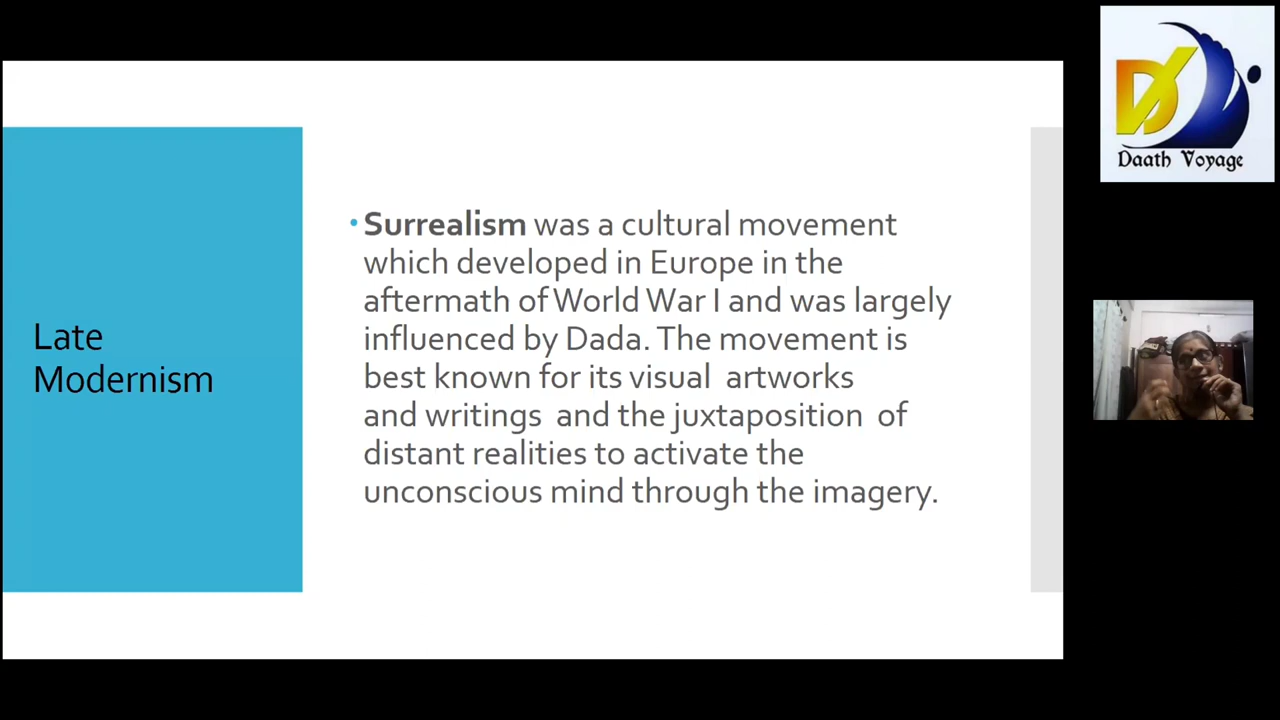 Late
Modernism
• Surrealism was a cultural movement
which developed in Europe in the
aftermath of World War I and was largely
influenced by Dada. The movement is
best known for its visual artworks
and writings and the juxtaposition of
distant realities to activate the
unconscious mind through the imagery.
D
Daath Voyage